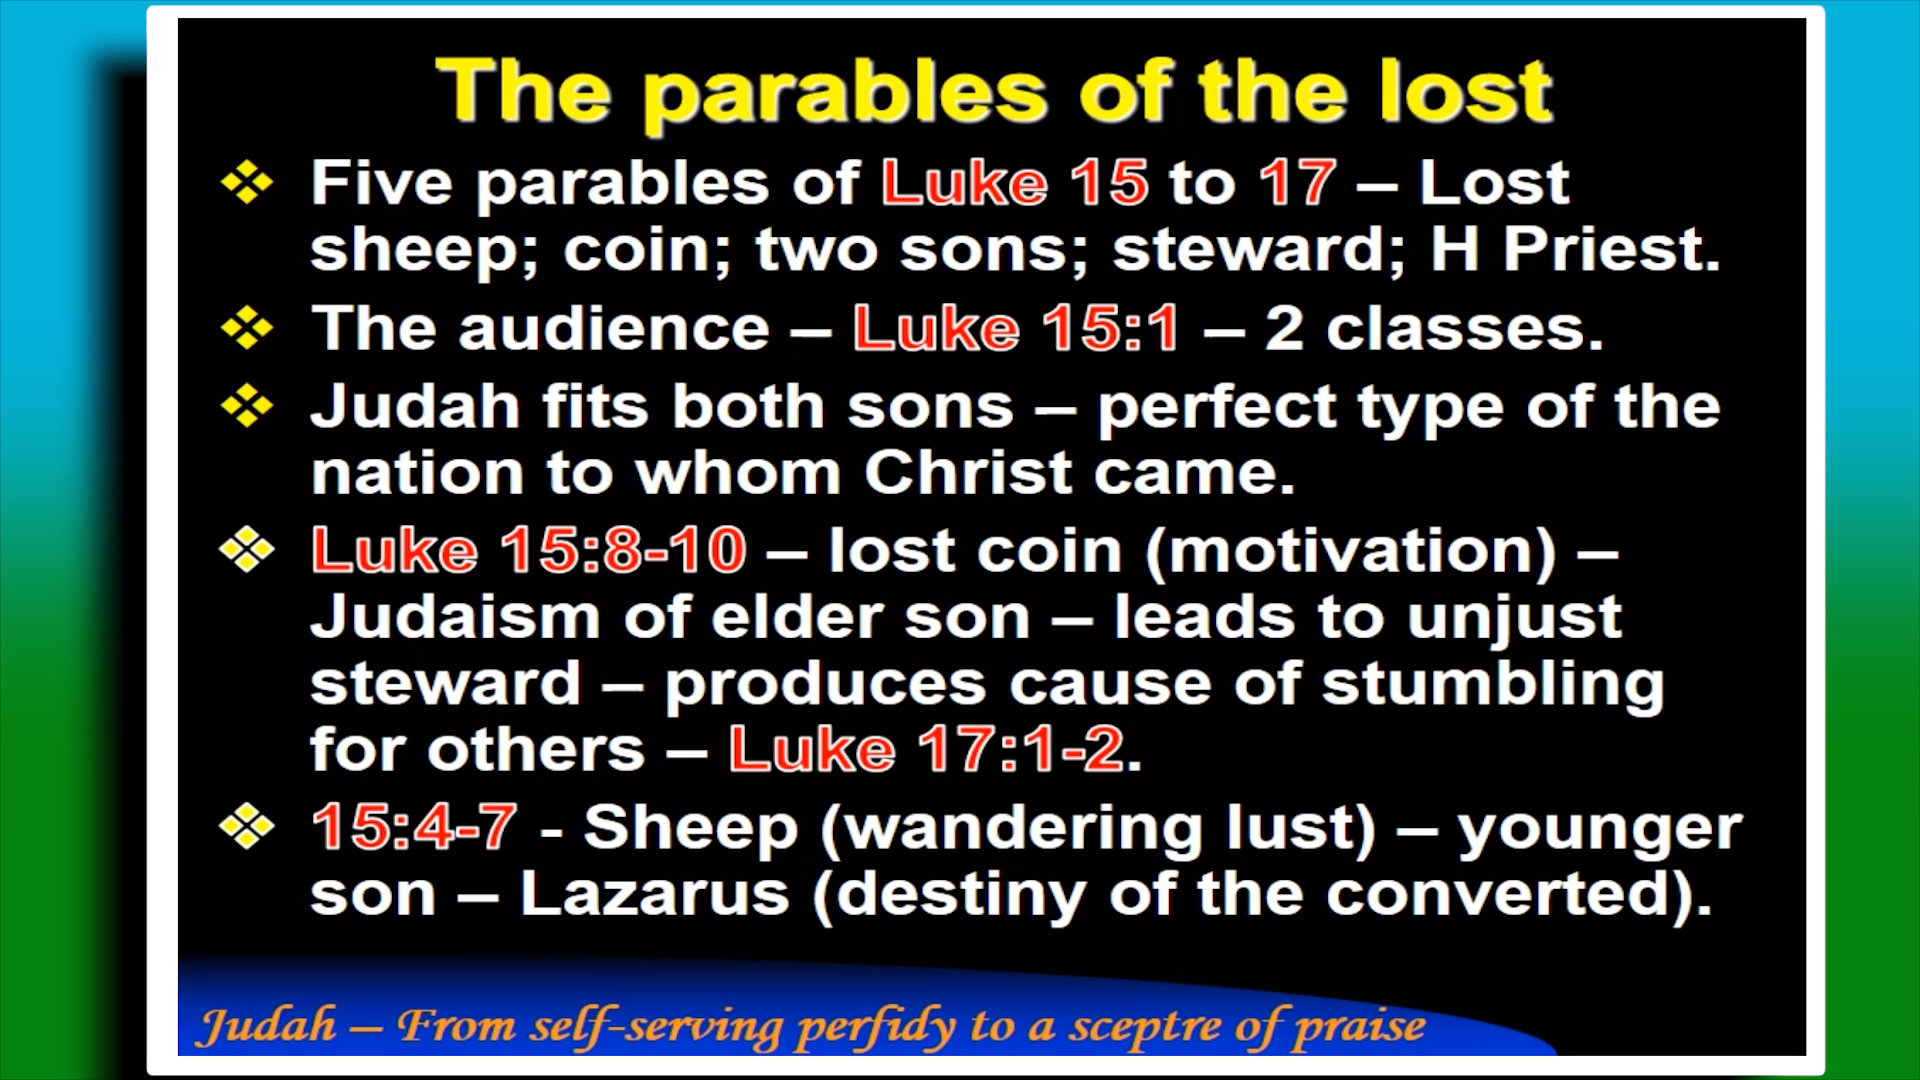 The parables of the lost
Five parables of Luke 15 to 17 – Lost
sheep; coin; two sons; steward; H Priest.
The audience – Luke 15:1 – 2 classes.
Judah fits both sons – perfect type of the
nation to whom Christ came.
Luke 15:8-10 – lost coin (motivation) –
Judaism of elder son – leads to unjust
steward – produces cause of stumbling
for others – Luke 17:1-2.
15:4-7 - Sheep (wandering lust) – younger
son – Lazarus (destiny of the converted).
Judah – From self-serving perfidy to a sceptre of praise